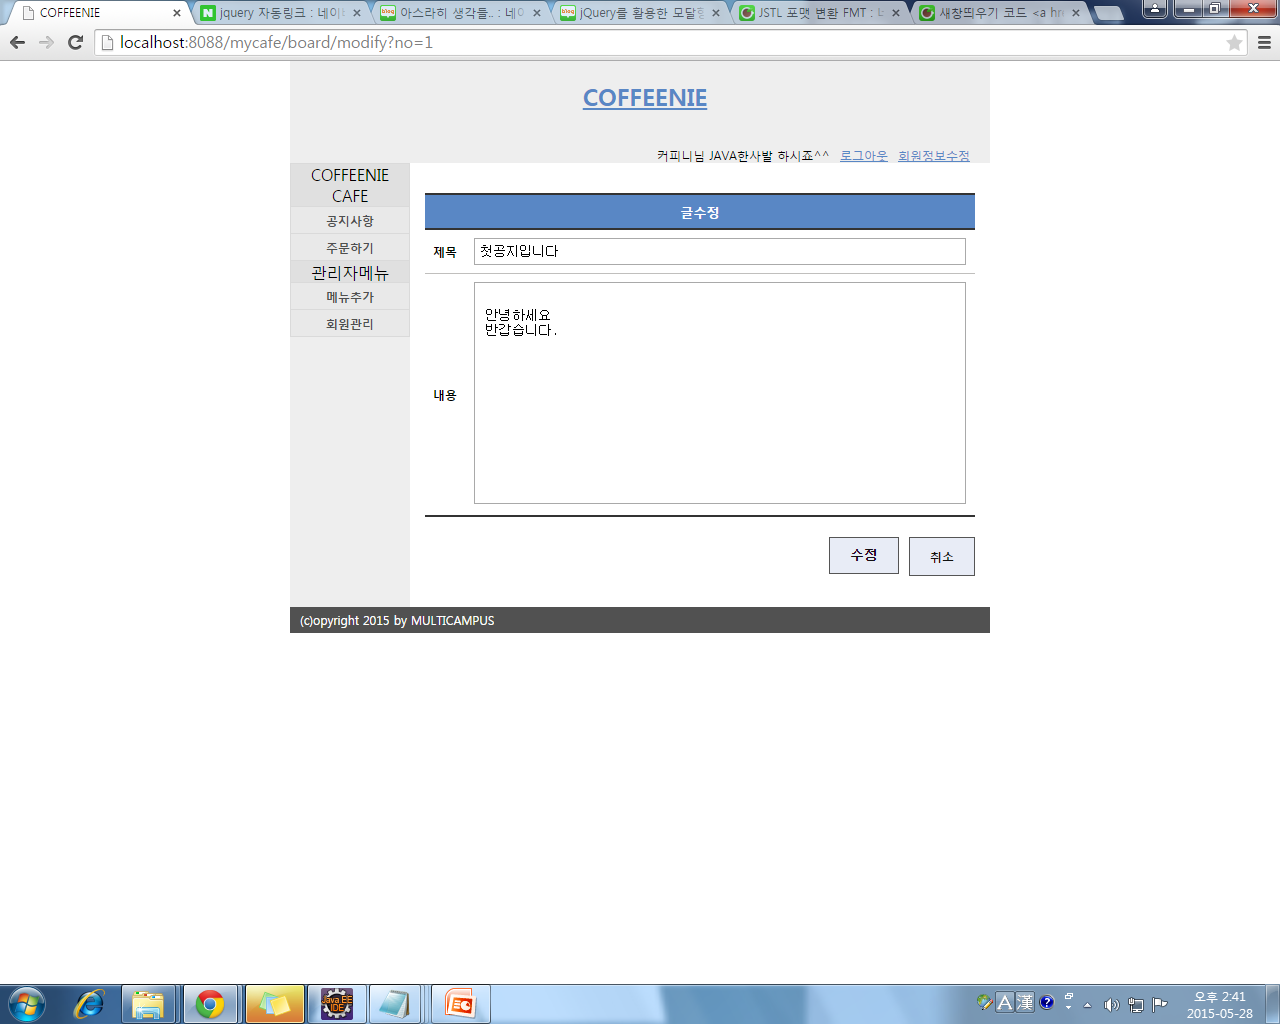 COFFEENIE
jquery 자동링크 : 네이
아스라히 생각들.. : 네이
jQuery를 활용한 모달
JSTL 포맷 변환 FMT :
새창띄우기 코드 <a hr
localhost:8088/mycafe/board/modify?no=1
COFFEENIE
커피니님 JAVA한사발 하시죠^^ 로그아웃 회원정보수정
COFFEENIE
CAFE
공지사항
주문하기
관리자메뉴
메뉴추가
회원관리
글수정
제목 첫공지입니다
내용
안녕하세요
반갑습니다.
수정 취소
(c)opyright 2015 by MULTICAMPUS
Java EE
IDE
A 漢
오후 2:41
2015-05-28